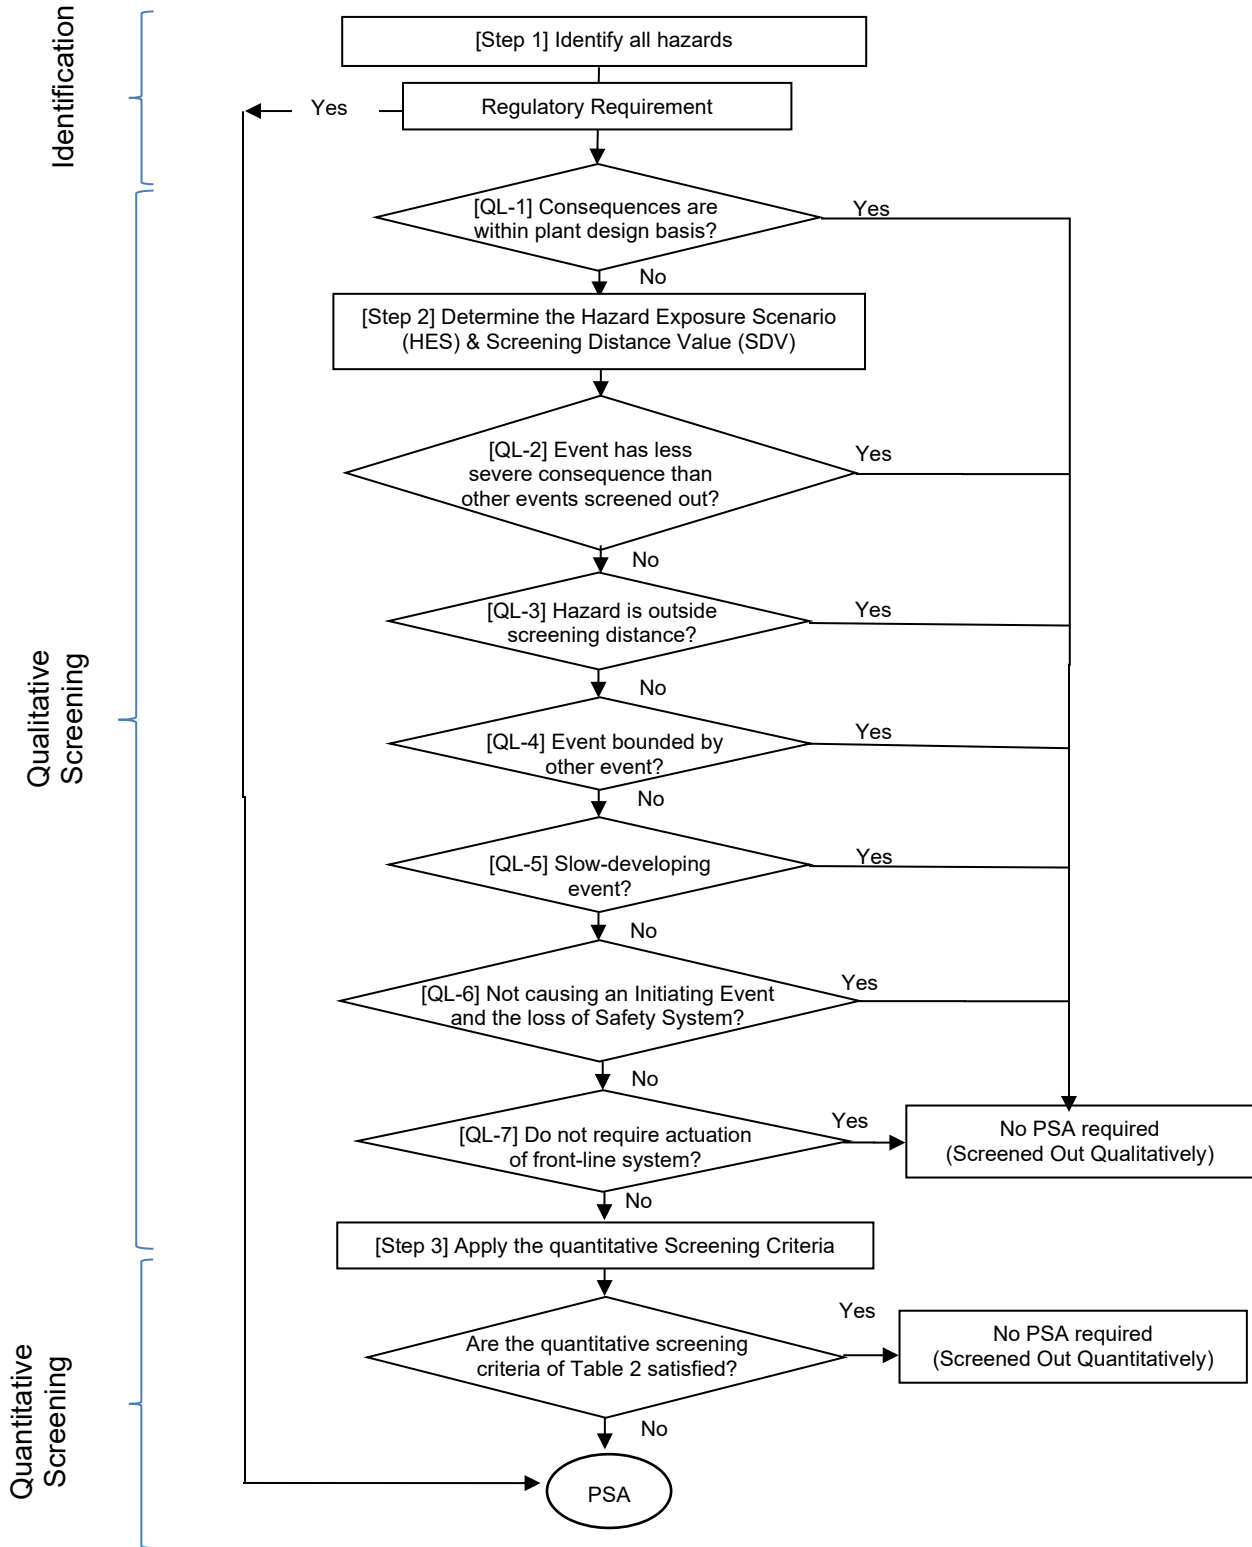 Identification
[Step 1] Identify all hazards
Yes
Regulatory Requirement
[QL-1] Consequences are
within plant design basis?
Yes
No
[Step 2] Determine the Hazard Exposure Scenario
(HES) & Screening Distance Value (SDV)
Qualitative
Screening
[QL-2] Event has less
severe consequence than
other events screened out?
Yes
No
[QL-3] Hazard is outside
screening distance?
Yes
No
[QL-4] Event bounded by
other event?
Yes
No
[QL-5] Slow-developing
event?
Yes
No
[QL-6] Not causing an Initiating Event
and the loss of Safety System?
Yes
No
[QL-7] Do not require actuation
of front-line system?
Yes
No PSA required
(Screened Out Qualitatively)
No
[Step 3] Apply the quantitative Screening Criteria
Quantitative
Screening
Are the quantitative screening
criteria of Table 2 satisfied?
Yes
No PSA required
(Screened Out Quantitatively)
No
PSA